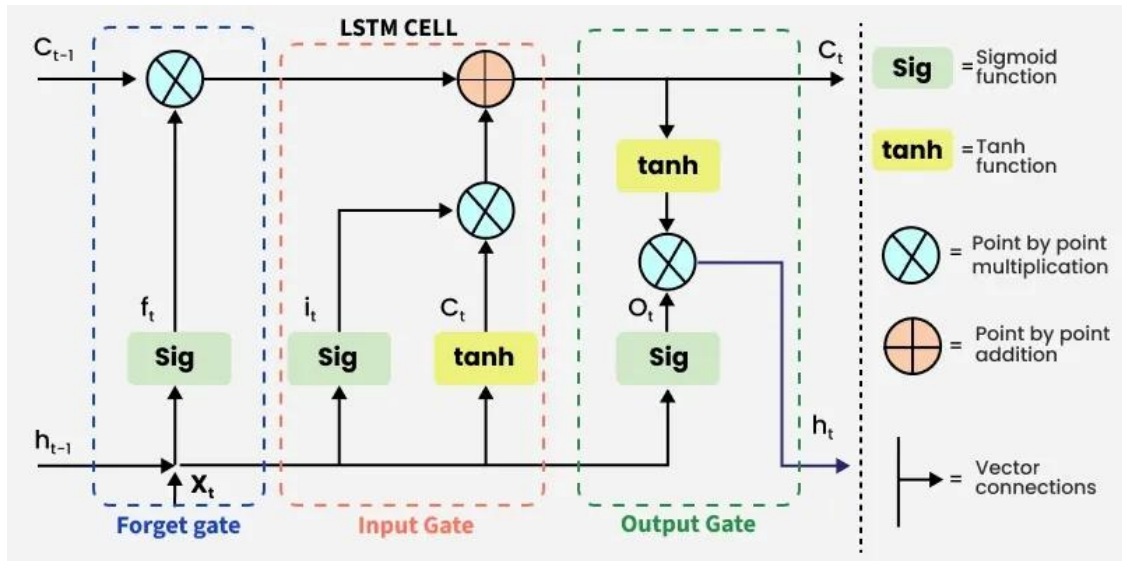 LSTM CELL
C_{t-1}
C_t
Sig
=Sigmoid
function
tanh
=Tanh
function
tanh
= Point by point
multiplication
f_t
i_t
C_t
O_t
Sig
Sig
tanh
Sig
= Point by point
addition
h_{t-1}
X_t
h_t
= Vector
connections
Forget gate
Input Gate
Output Gate